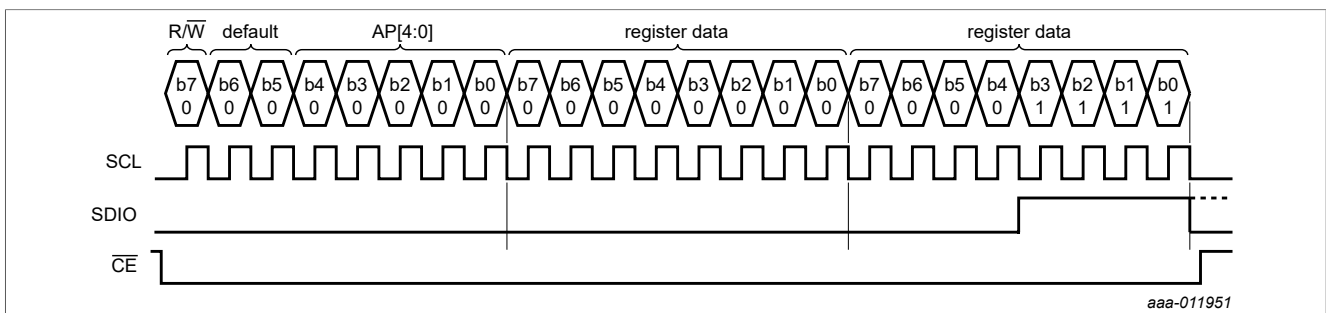 R/W̅ default AP[4:0] register data register data
b7 b6 b5 b4 b3 b2 b1 b0 b7 b6 b5 b4 b3 b2 b1 b0 b7 b6 b5 b4 b3 b2 b1 b0
0 0 0 0 0 0 0 0 0 0 0 0 0 0 0 0 0 0 0 0 1 1 1 1
SCL
SDIO
C̅E̅
aaa-011951